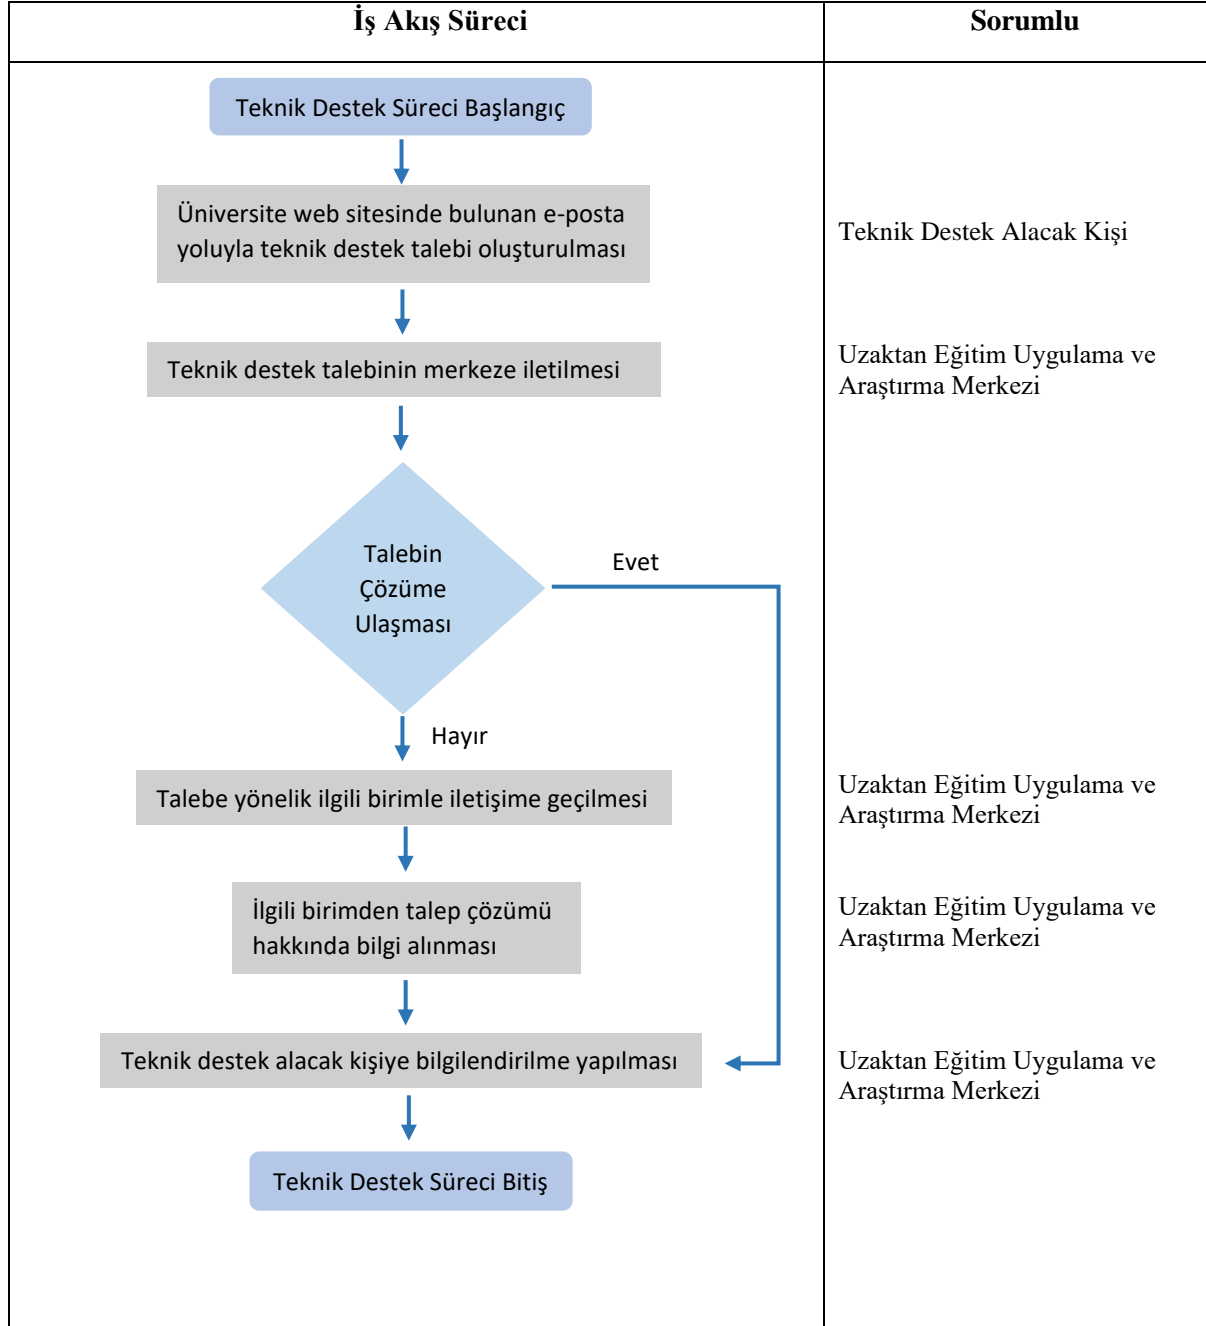 İş Akış Süreci
Sorumlu
Teknik Destek Süreci Başlangıç
Üniversite web sitesinde bulunan e-posta
yoluyla teknik destek talebi oluşturulması
Teknik Destek Alacak Kişi
Teknik destek talebinin merkeze iletilmesi
Uzaktan Eğitim Uygulama ve
Araştırma Merkezi
Talebin
Çözüme
Ulaşması
Evet
Hayır
Talebe yönelik ilgili birimle iletişime geçilmesi
Uzaktan Eğitim Uygulama ve
Araştırma Merkezi
İlgili birimden talep çözümü
hakkında bilgi alınması
Uzaktan Eğitim Uygulama ve
Araştırma Merkezi
Teknik destek alacak kişiye bilgilendirilme yapılması
Uzaktan Eğitim Uygulama ve
Araştırma Merkezi
Teknik Destek Süreci Bitiş